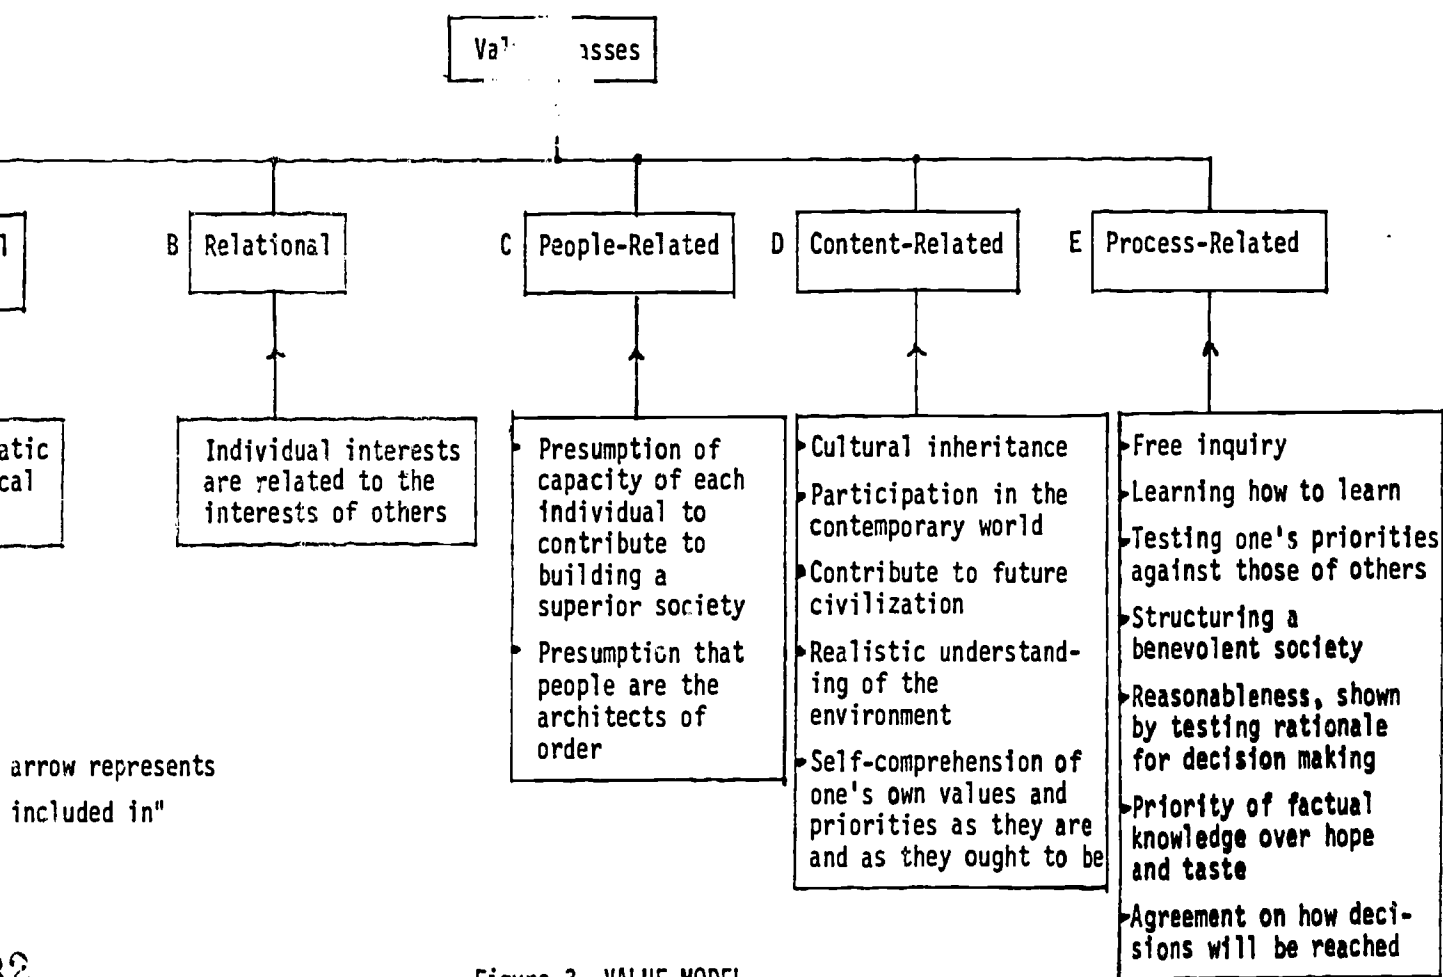 asses
B Relational
C People-Related
D Content-Related
E Process-Related
Individual interests
are related to the
interests of others
Presumption of
capacity of each
individual to
contribute to
building a
superior society
Presumption that
people are the
architects of
order
Cultural inheritance
Participation in the
contemporary world
Contribute to future
civilization
Realistic understand-
ing of the
environment
Self-comprehension of
one's own values and
priorities as they are
and as they ought to be
Free inquiry
Learning how to learn
Testing one's priorities
against those of others
Structuring a
benevolent society
Reasonableness, shown
by testing rationale
for decision making
Priority of factual
knowledge over hope
and taste
Agreement on how deci-
sions will be reached
atic
cal
arrow represents
included in"
Figure 3 VALUE MODEL